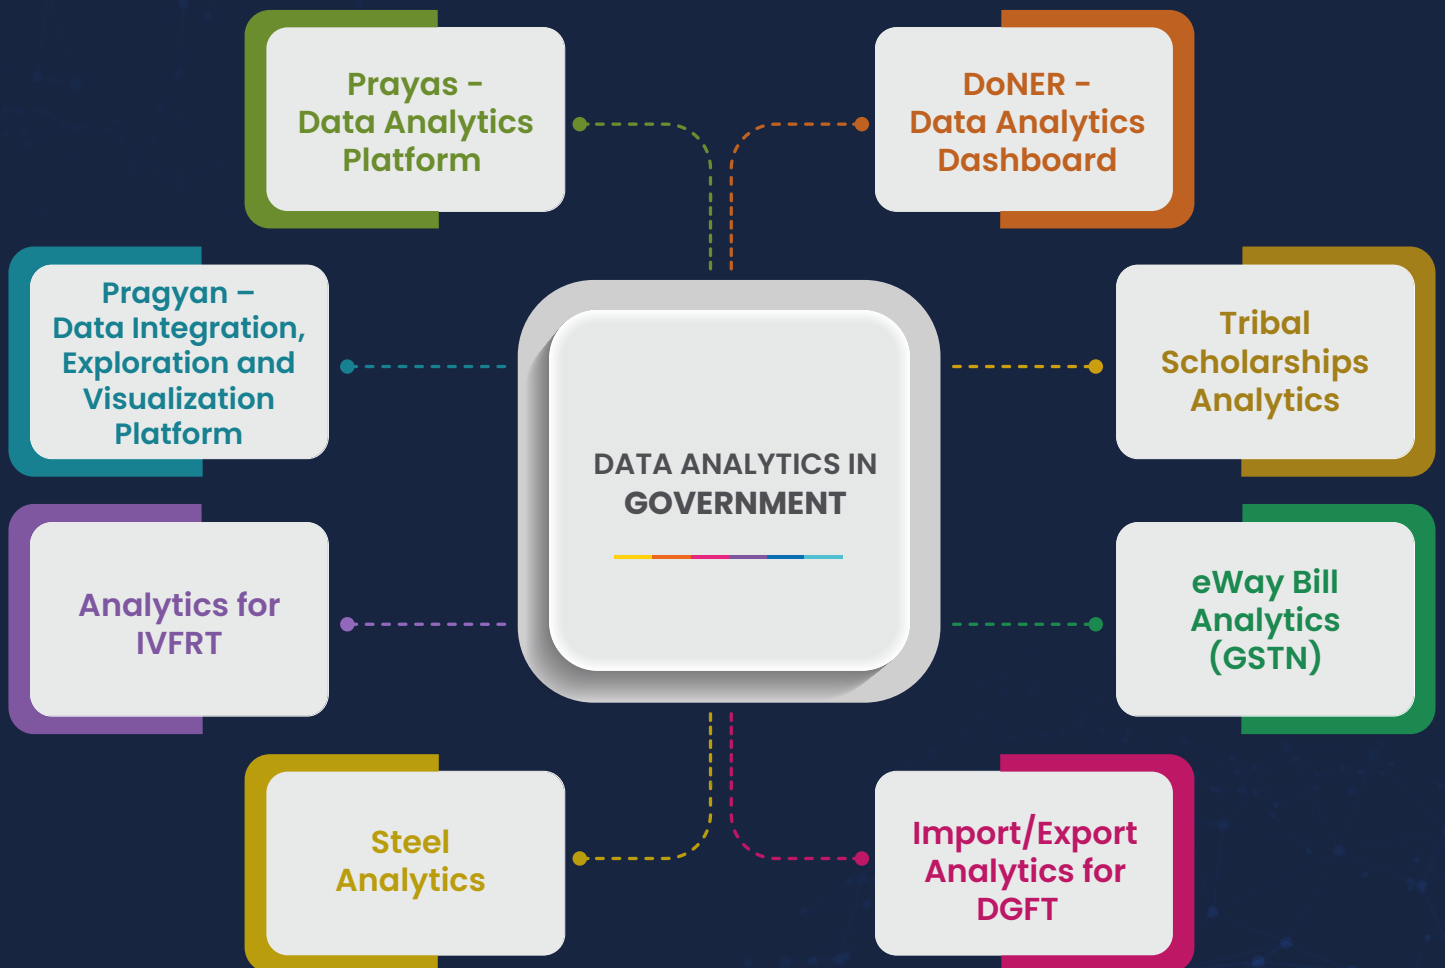 Prayas -
Data Analytics
Platform
DoNER -
Data Analytics
Dashboard
Pragyan –
Data Integration,
Exploration and
Visualization
Platform
Tribal
Scholarships
Analytics
DATA ANALYTICS IN
GOVERNMENT
Analytics for
IVFRT
eWay Bill
Analytics
(GSTN)
Steel
Analytics
Import/Export
Analytics for
DGFT